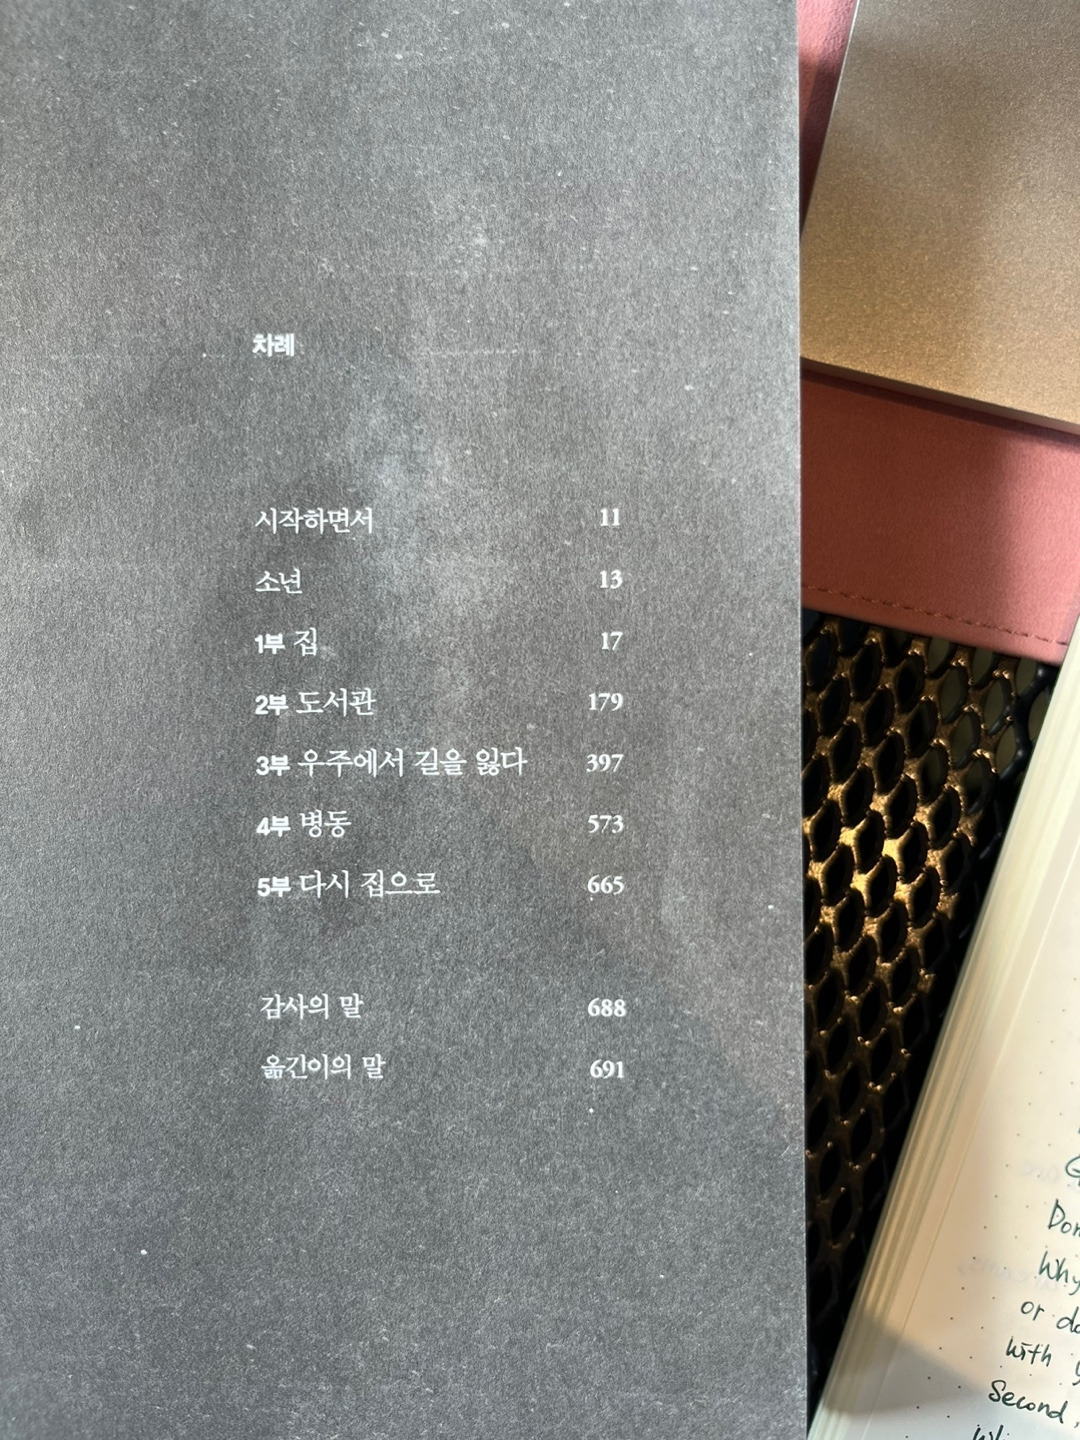 차례
시작하면서 11
소년 13
1부 집 17
2부 도서관 179
3부 우주에서 길을 잃다 397
4부 병동 573
5부 다시 집으로 665
감사의 말 688
옮긴이의 말 691
Why
or
with
Second,